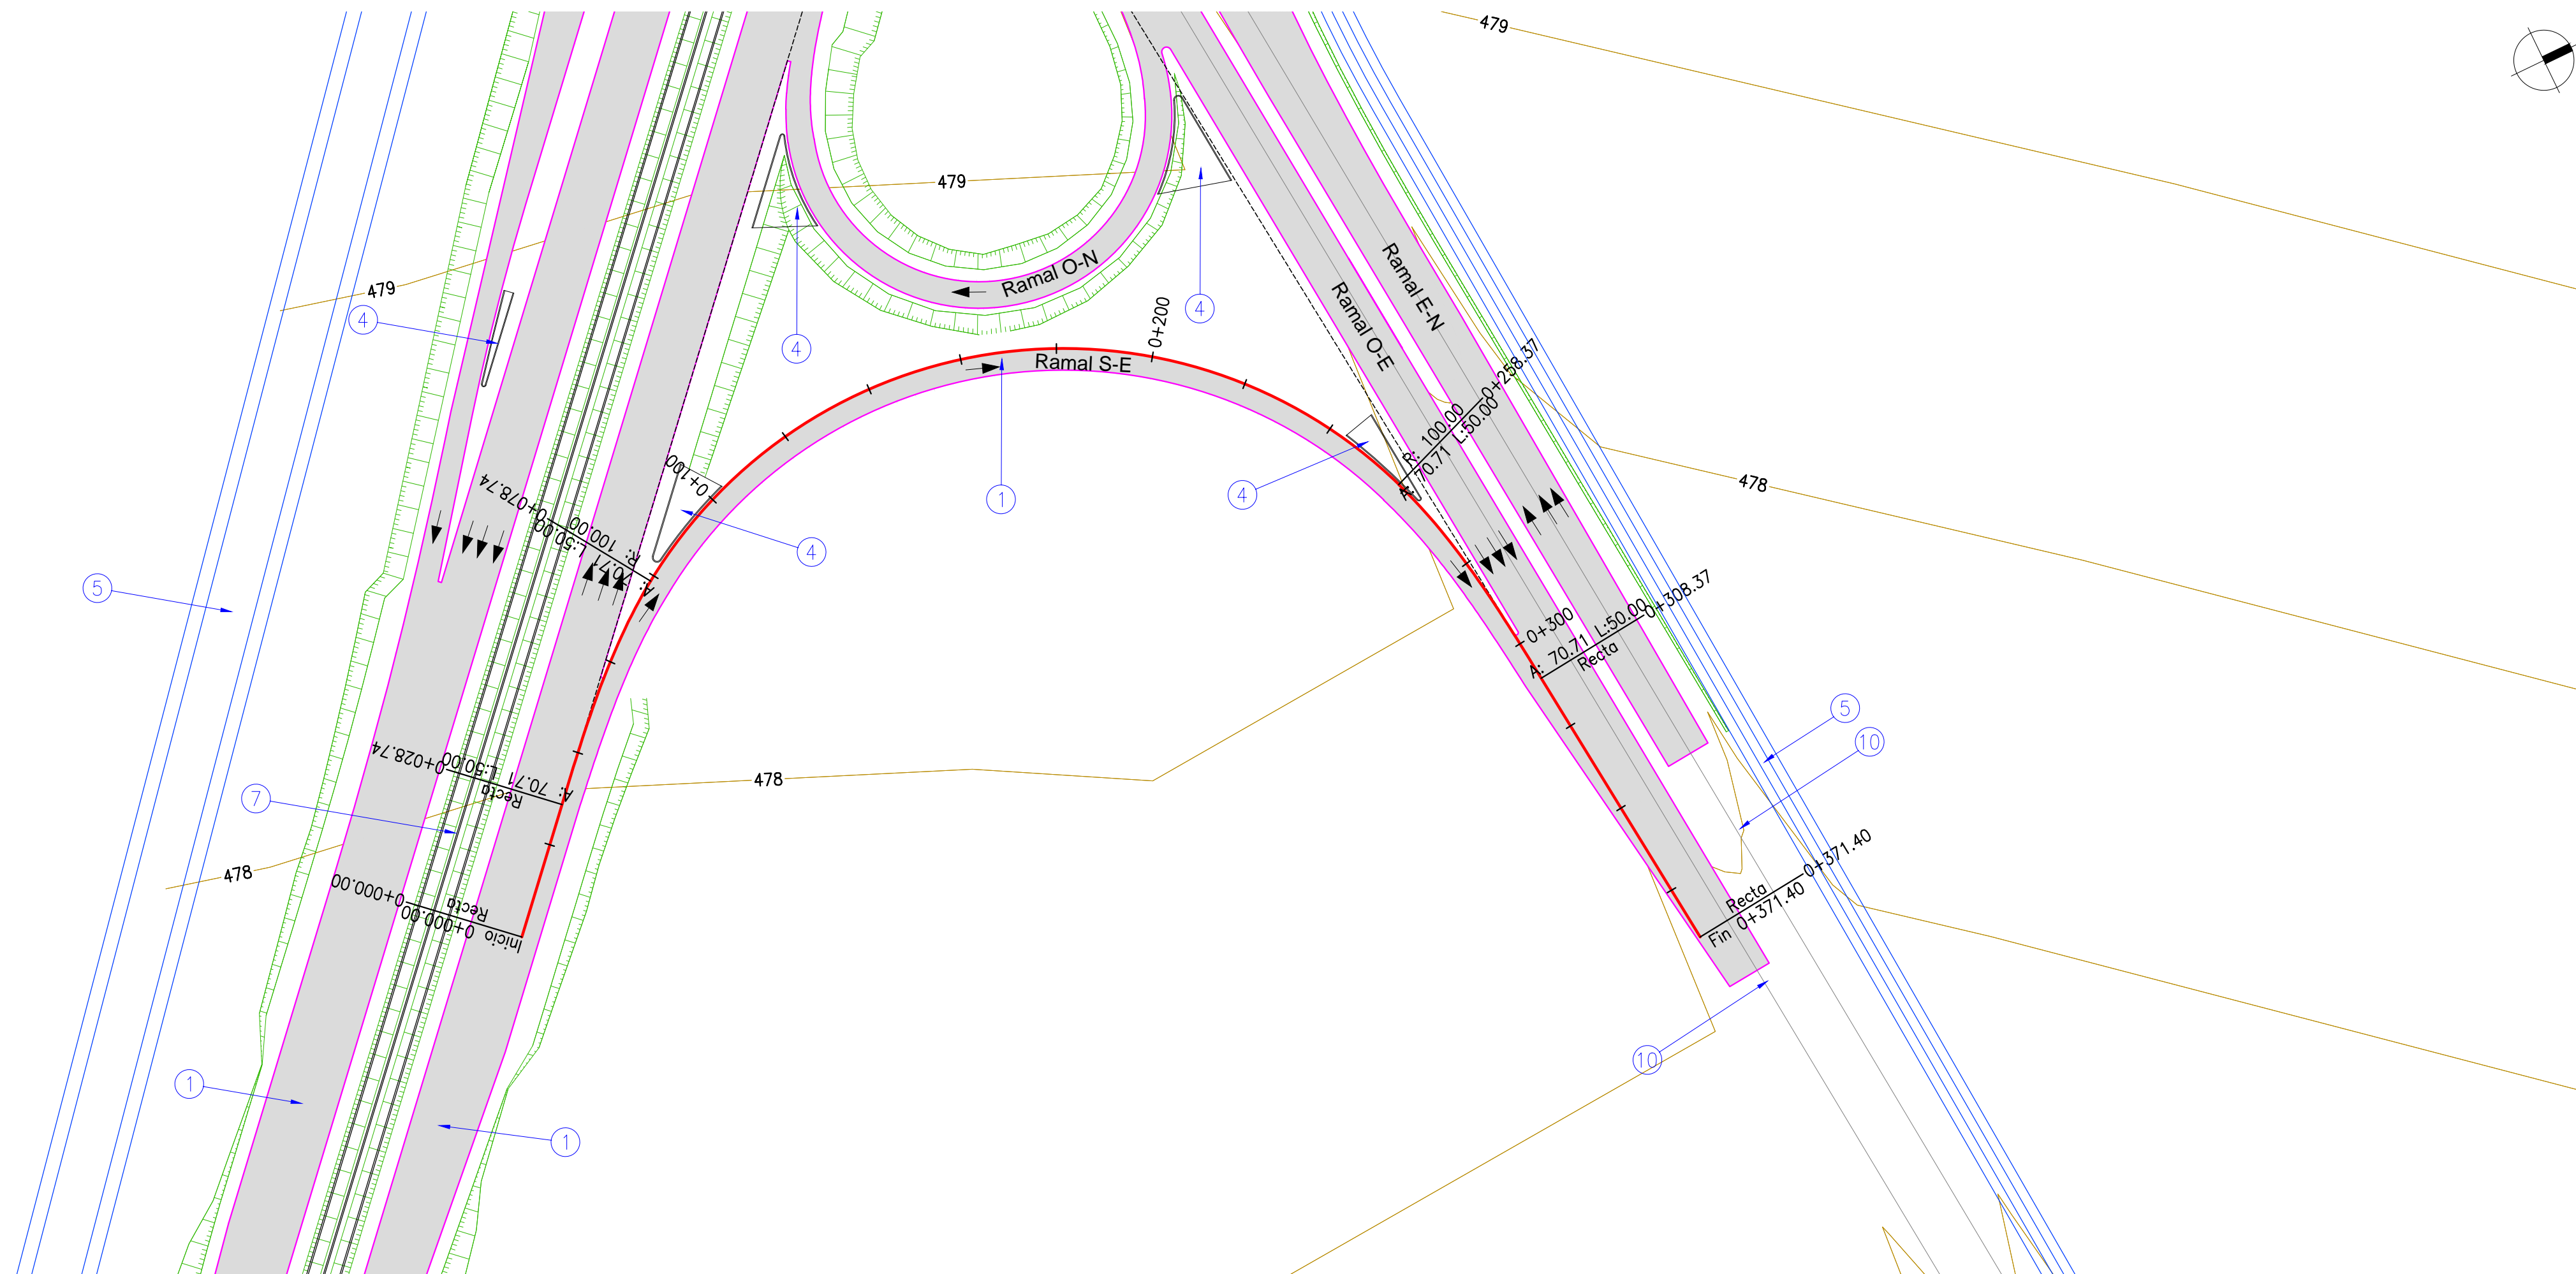 479
479
479
4
4
4
Ramal O-N
0+200
Ramal S-E
Ramal O-E
Ramal E-N
0+258.37
R: 100.00
A: 70.71 L:50.00
478
4
1
0+100
4
0+078.74
R: 100.00
A: 70.71 L:50.00
5
0+300
0+308.37
A: 70.71 L:50.00
Recta
5
10
0+028.74
A: 70.71 L:50.00
Recta
478
7
478
0+000.00
Recta
Inicio 0+000.00
0+371.40
Recta
Fin 0+371.40
10
1
1